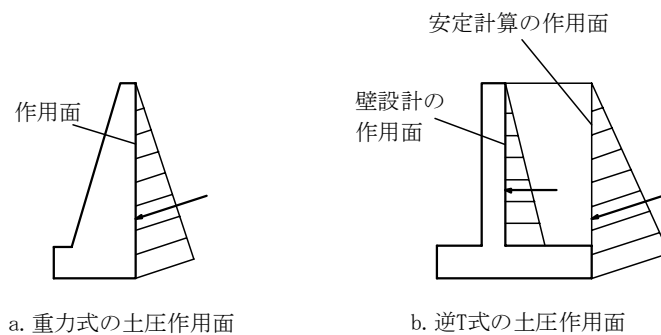 安定計算の作用面
作用面
壁設計の
作用面
a. 重力式の土圧作用面
b. 逆T式の土圧作用面